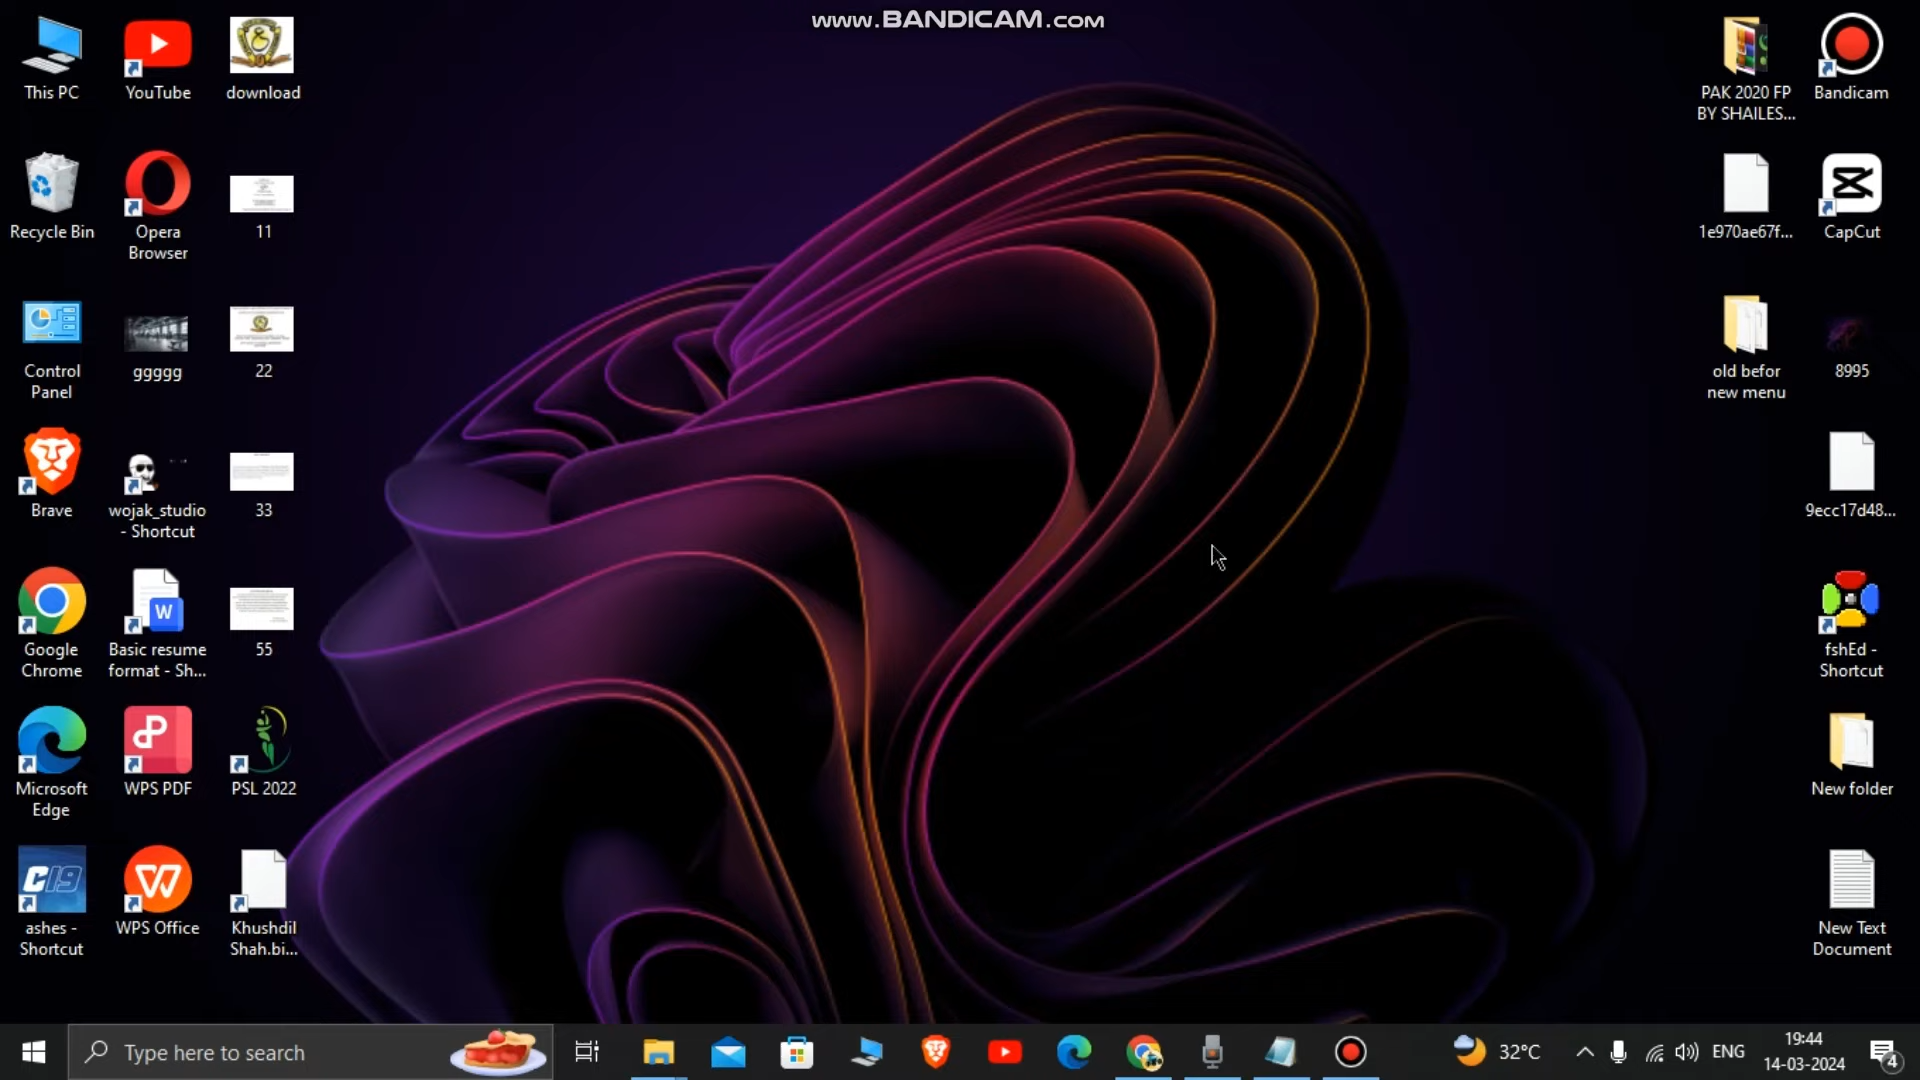 www.BANDICAM.com
This PC
YouTube
download
Recycle Bin
Opera
Browser
11
Control
Panel
ggggg
22
Brave
wojak_studio
- Shortcut
33
Google
Chrome
W
Basic resume
format - Sh...
55
Microsoft
Edge
WPS PDF
PSL 2022
C19
ashes -
Shortcut
WPS Office
Khushdil
Shah.bi...
PAK 2020 FP
BY SHAILES...
Bandicam
1e970ae67f...
CapCut
old befor
new menu
8995
9ecc17d48...
fshEd -
Shortcut
New folder
New Text
Document
Type here to search
32°C
ENG
19:44
14-03-2024
4